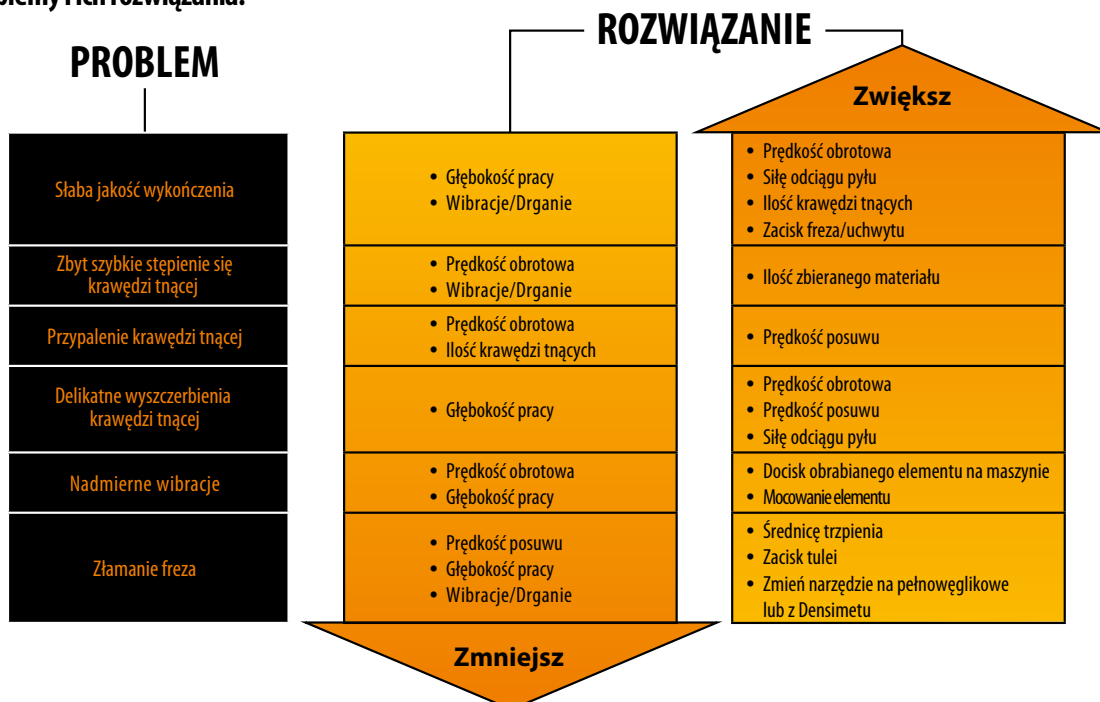 i ich rozwiązania.
PROBLEM
ROZWIĄZANIE
Zwiększ
Słaba jakość wykończenia
• Głębokość pracy
• Wibracje/Drganie
• Prędkość obrotowa
• Siłę odciągu pyłu
• Ilość krawędzi tnących
• Zacisk freza/uchwytu
Zbyt szybkie stępienie się
krawędzi tnącej
• Prędkość obrotowa
• Wibracje/Drganie
• Ilość zbieranego materiału
Przypalenie krawędzi tnącej
• Prędkość obrotowa
• Ilość krawędzi tnących
• Prędkość posuwu
Delikatne wyszczerbienia
krawędzi tnącej
• Głębokość pracy
• Prędkość obrotowa
• Prędkość posuwu
• Siłę odciągu pyłu
Nadmierne wibracje
• Prędkość obrotowa
• Głębokość pracy
• Docisk obrabianego elementu na maszynie
• Mocowanie elementu
Złamanie freza
• Prędkość posuwu
• Głębokość pracy
• Wibracje/Drganie
• Średnicę trzpienia
• Zacisk tulei
• Zmień narzędzie na pełnowęglikowe
lub z Densimetu
Zmniejsz